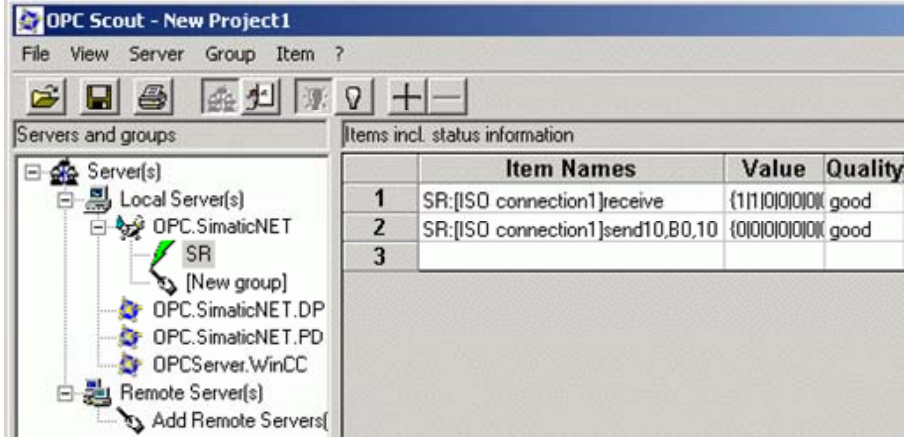 OPC Scout - New Project1
File View Server Group Item ?
Servers and groups
Items incl. status information
Server(s)
Local Server(s)
OPC.SimaticNET
SR
[New group]
OPC.SimaticNET.DP
OPC.SimaticNET.PD
OPCServer.WinCC
Remote Server(s)
Add Remote Servers(
Item Names Value Quality
1 SR:[ISO connection1]receive {1|1|0|0|0|0|( good
2 SR:[ISO connection1]send10,B0,10 {0|0|0|0|0|0|( good
3